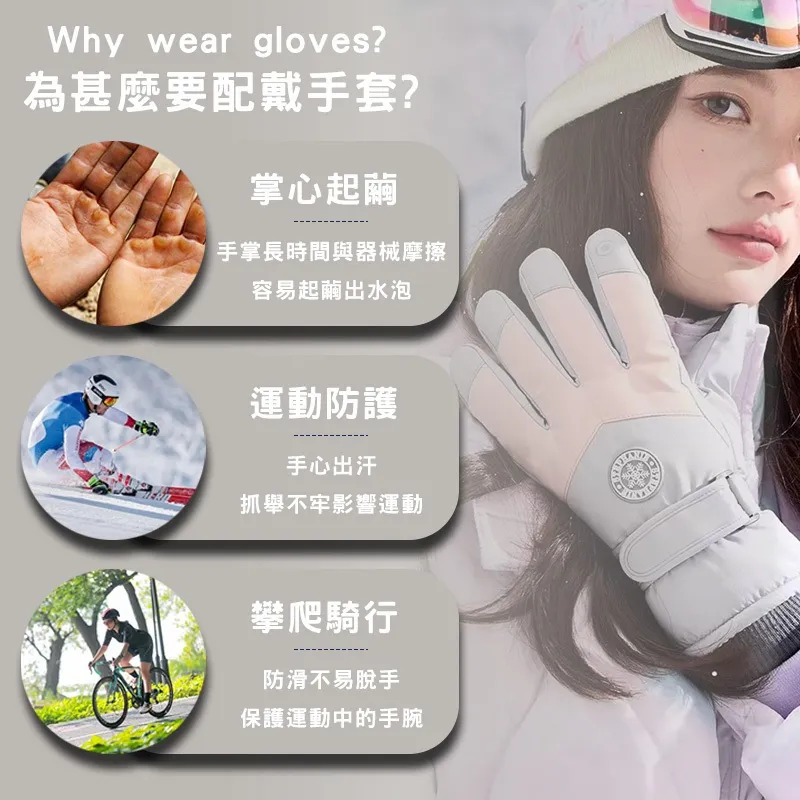 Why wear gloves?
為甚麼要配戴手套?
掌心起繭
手掌長時間與器械摩擦
容易起繭出水泡
運動防護
手心出汗
抓舉不牢影響運動
攀爬騎行
防滑不易脫手
保護運動中的手腕